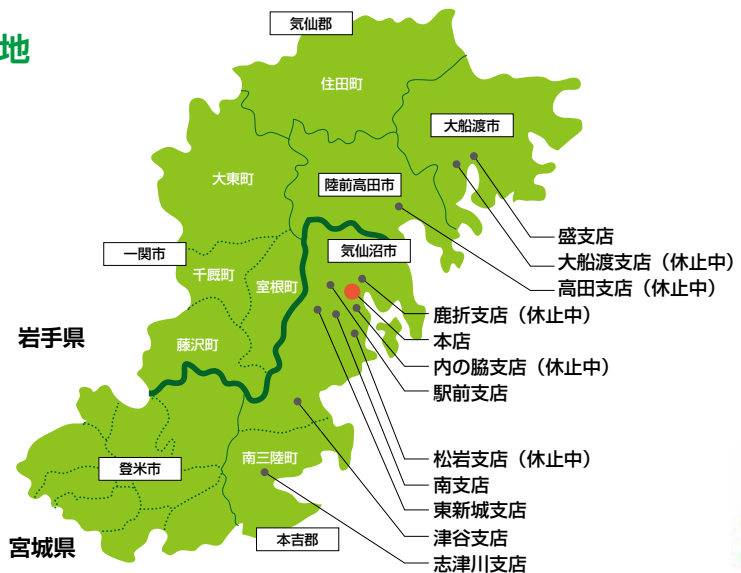 地
気仙郡
住田町
大船渡市
大東町
陸前高田市
一関市
気仙沼市
千厩町
室根町
藤沢町
岩手県
登米市
南三陸町
本吉郡
宮城県
盛支店
大船渡支店（休止中）
高田支店（休止中）
鹿折支店（休止中）
本店
内の脇支店（休止中）
駅前支店
松岩支店（休止中）
南支店
東新城支店
津谷支店
志津川支店